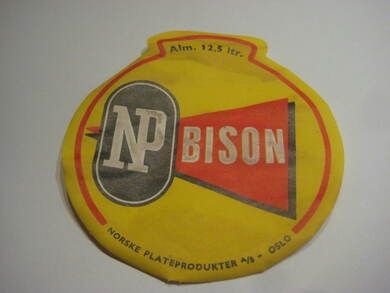 Alm. 12,5 ltr.
NP
BISON
NORSKE PLATEPRODUKTER A/S - OSLO